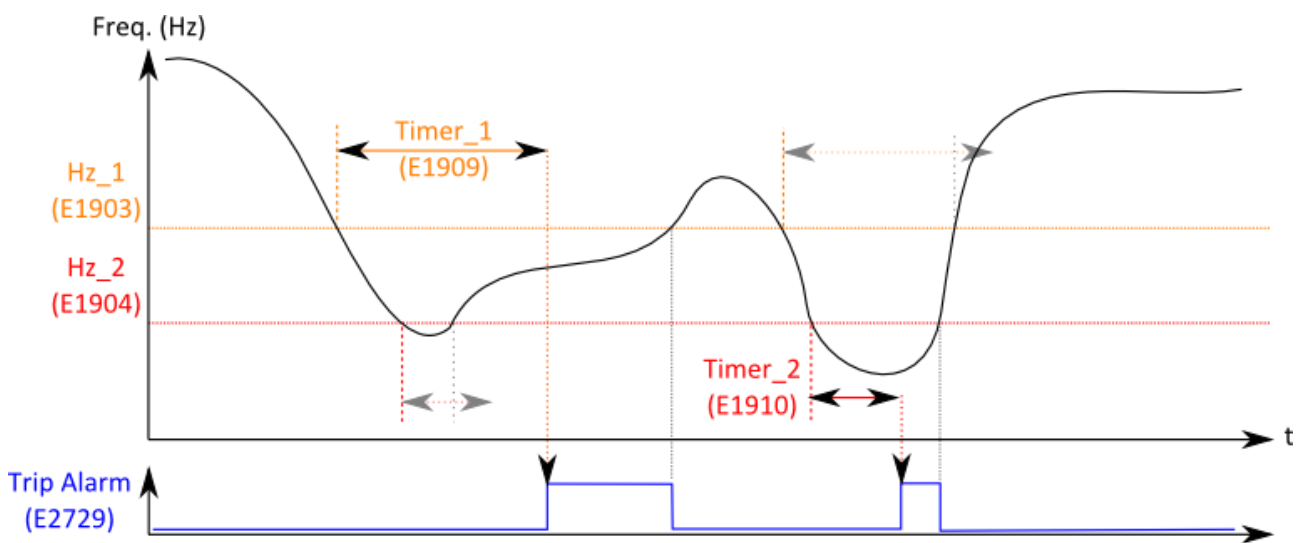 Freq. (Hz)
Timer_1
(E1909)
Hz_1
(E1903)
Hz_2
(E1904)
Timer_2
(E1910)
t
Trip Alarm
(E2729)